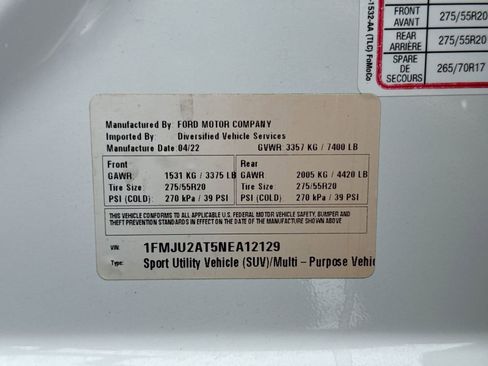 -1532-AA (TLC) FoMoCo
FRONT
AVANT
275/55R20
REAR
ARRIÈRE
275/55R20
SPARE
DE
SECOURS
265/70R17
Manufactured By FORD MOTOR COMPANY
Imported By: Diversified Vehicle Services
Manufacture Date 04/22 GVWR 3357 KG / 7400 LB
Front
GAWR: 1531 KG / 3375 LB
Tire Size 275/55R20
PSI (COLD): 270 kPa / 39 PSI
Rear
GAWR: 2005 KG / 4420 LB
Tire Size: 275/55R20
PSI (COLD): 270 kPa / 39 PSI
THIS VEHICLE CONFORMS TO ALL APPLICABLE U.S. FEDERAL MOTOR VEHICLE SAFETY, BUMPER, AND
THEFT PREVENTION STANDARDS IN EFFECT ON THE DATE OF THE MANUFACTURE SHOWN ABOVE
VIN: 1FMJU2AT5NEA12129
Type: Sport Utility Vehicle (SUV)/Multi - Purpose Vehic